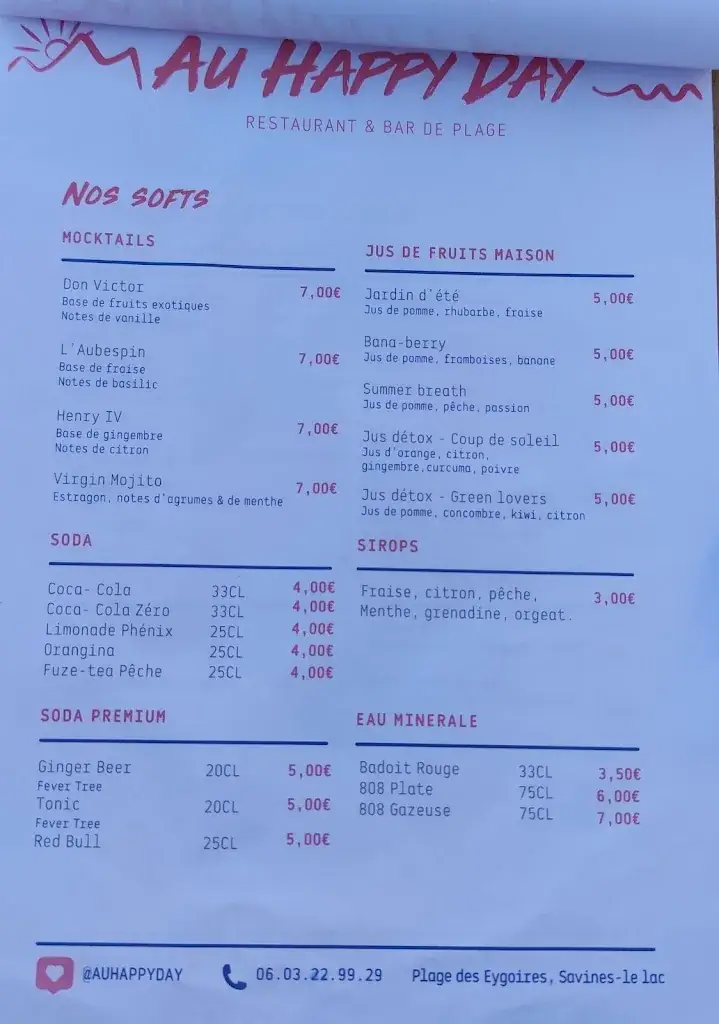 AU HAPPY DAY
RESTAURANT & BAR DE PLAGE
NOS SOFTS
MOCKTAILS
Don Victor 7,00€
Base de fruits exotiques
Notes de vanille
L'Aubespin 7,00€
Base de fraise
Notes de basilic
Henry IV 7,00€
Base de gingembre
Notes de citron
Virgin Mojito 7,00€
Estragon, notes d'agrumes & de menthe
SODA
Coca- Cola 33CL 4,00€
Coca- Cola Zéro 33CL 4,00€
Limonade Phénix 25CL 4,00€
Orangina 25CL 4,00€
Fuze-tea Pêche 25CL 4,00€
SODA PREMIUM
Ginger Beer 20CL 5,00€
Fever Tree
Tonic 20CL 5,00€
Fever Tree
Red Bull 25CL 5,00€
JUS DE FRUITS MAISON
Jardin d'été 5,00€
Jus de pomme, rhubarbe, fraise
Bana-berry 5,00€
Jus de pomme, framboises, banane
Summer breath 5,00€
Jus de pomme, pêche, passion
Jus détox - Coup de soleil 5,00€
Jus d'orange, citron,
gingembre,curcuma, poivre
Jus détox - Green lovers 5,00€
Jus de pomme, concombre, kiwi, citron
SIROPS
Fraise, citron, pêche, 3,00€
Menthe, grenadine, orgeat.
EAU MINERALE
Badoit Rouge 33CL 3,50€
808 Plate 75CL 6,00€
808 Gazeuse 75CL 7,00€
@AUHAPPYDAY 06.03.22.99.29 Plage des Eygoires, Savines-le lac